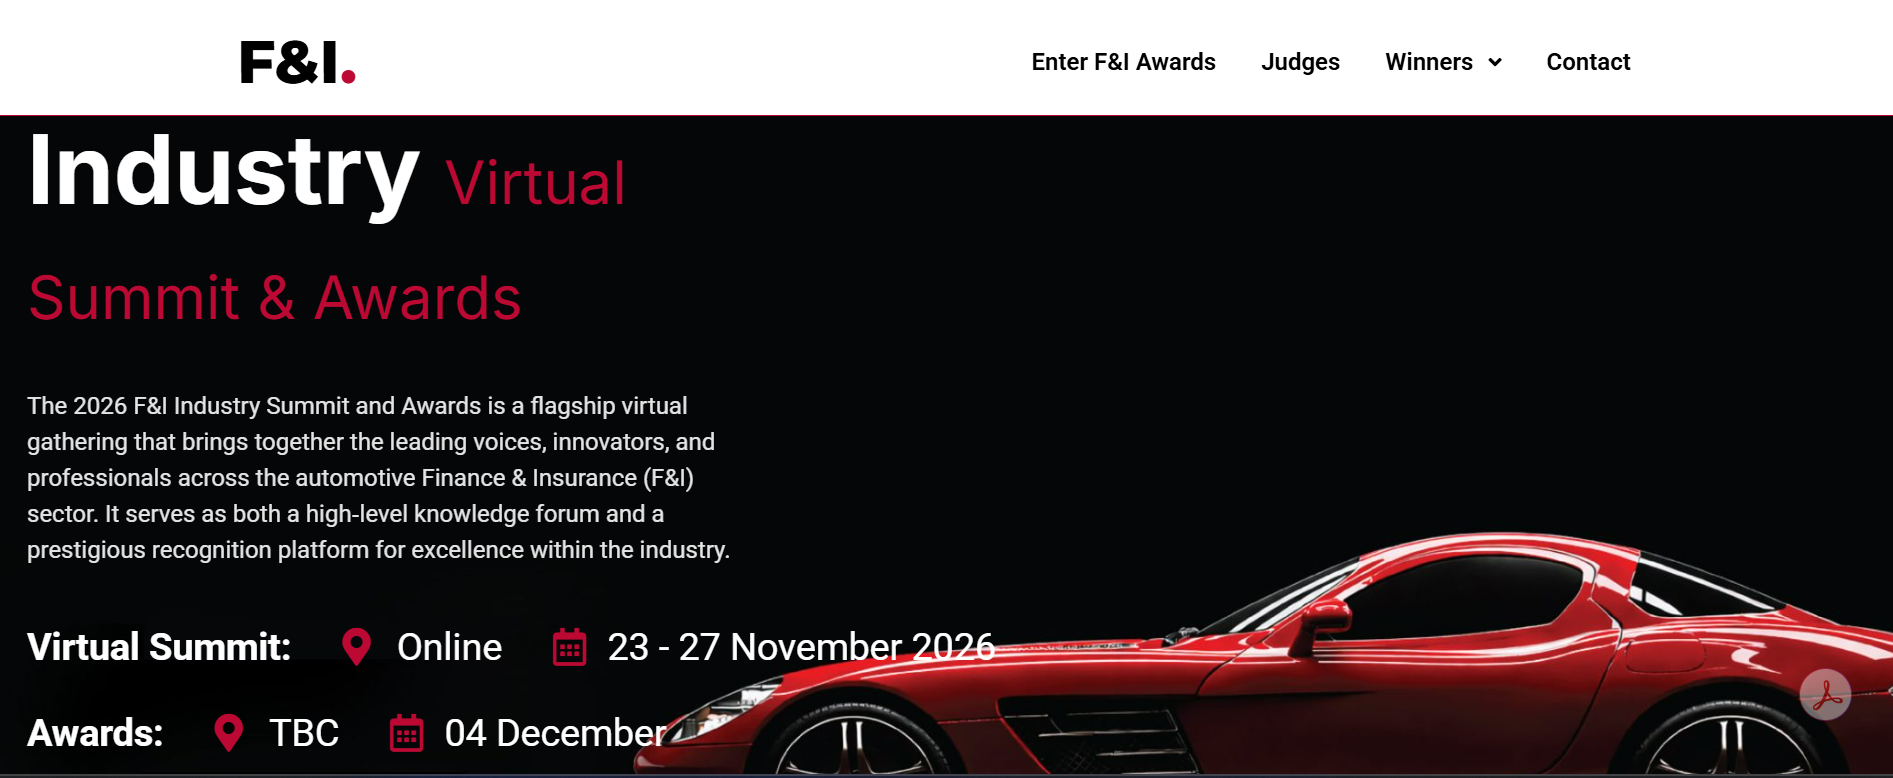 F&I.
Enter F&I Awards
Judges
Winners
Contact
Industry Virtual
Summit & Awards
The 2026 F&I Industry Summit and Awards is a flagship virtual
gathering that brings together the leading voices, innovators, and
professionals across the automotive Finance & Insurance (F&I)
sector. It serves as both a high-level knowledge forum and a
prestigious recognition platform for excellence within the industry.
Virtual Summit: Online 23 - 27 November 2026
Awards: TBC 04 December